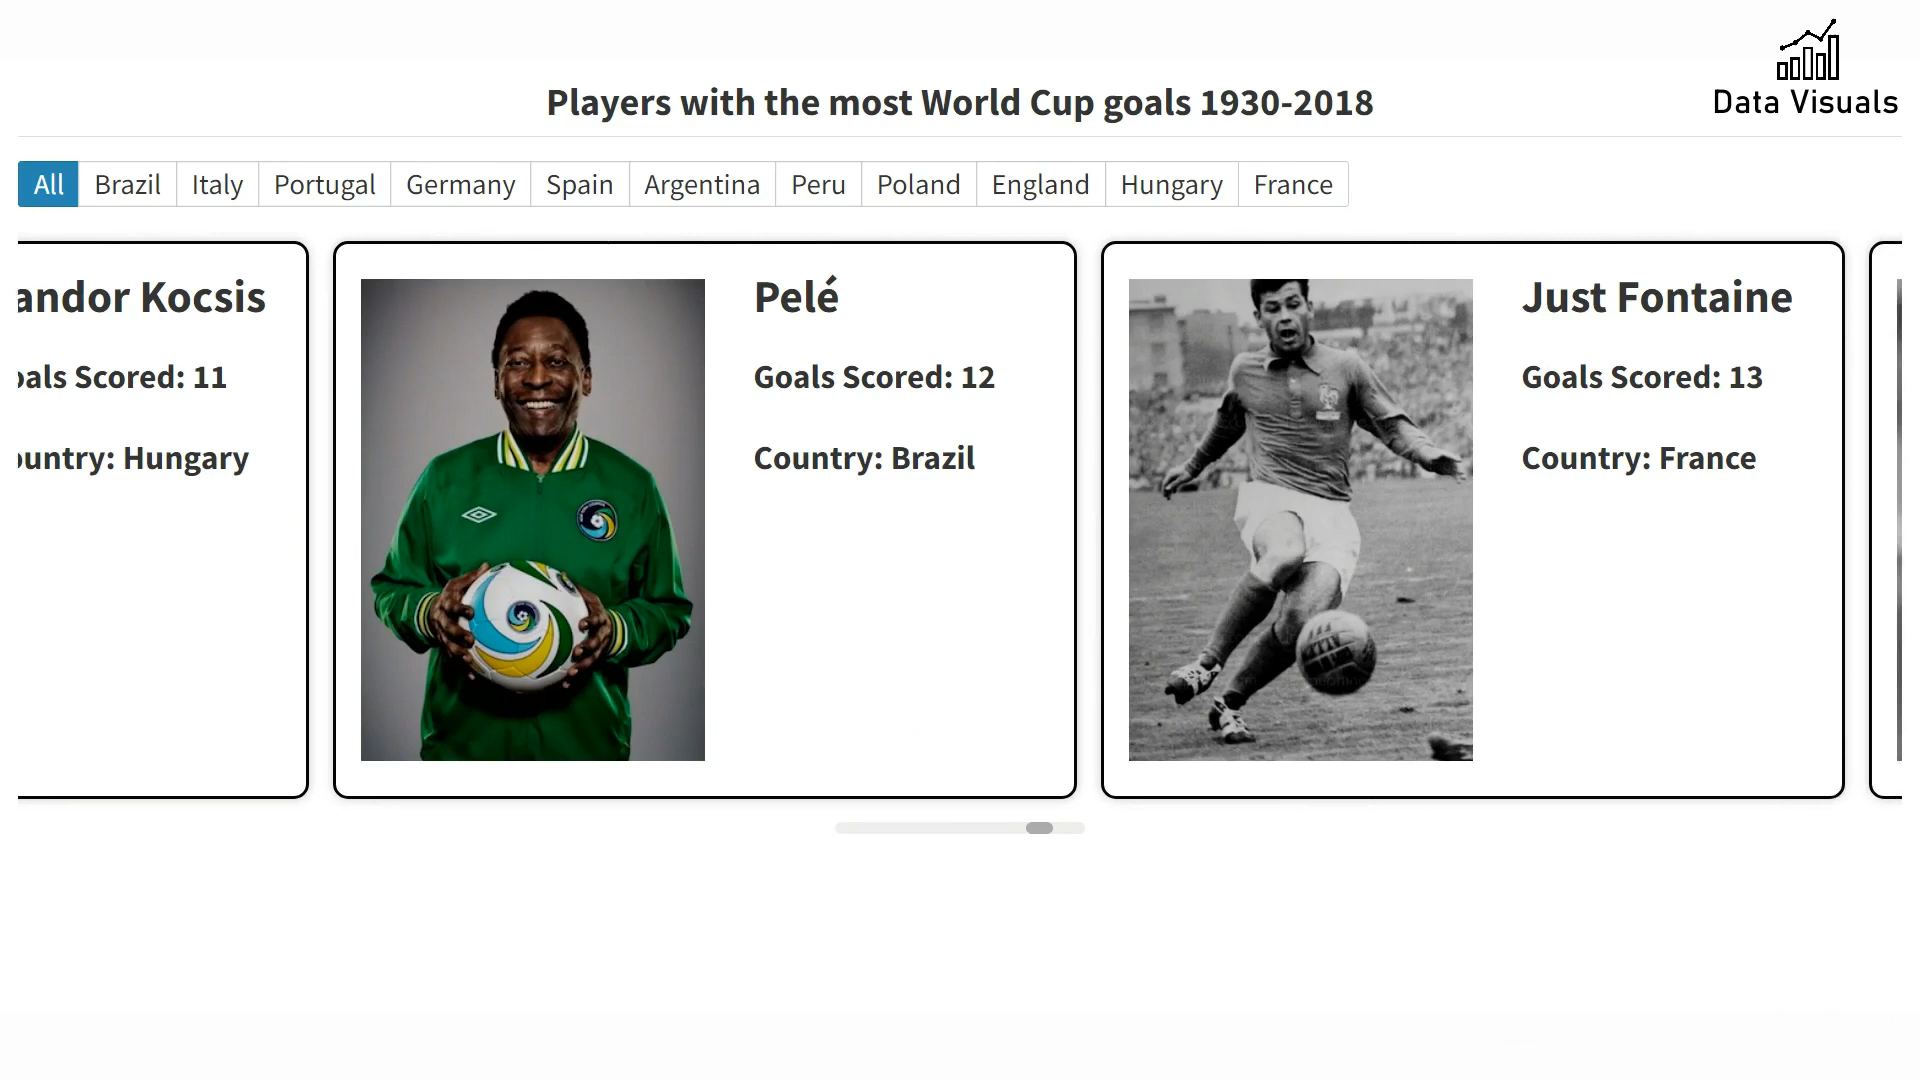 Data Visuals
Players with the most World Cup goals 1930-2018
All Brazil Italy Portugal Germany Spain Argentina Peru Poland England Hungary France
andor Kocsis
oals Scored: 11
ountry: Hungary
Pelé
Goals Scored: 12
Country: Brazil
Just Fontaine
Goals Scored: 13
Country: France